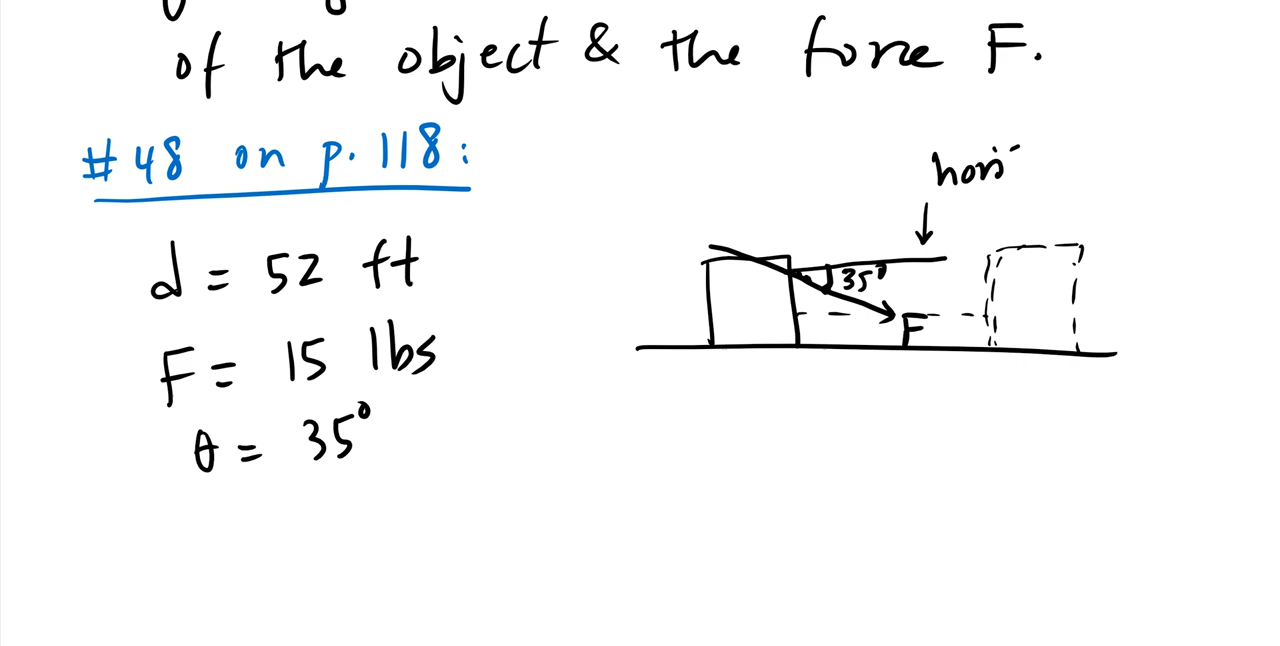 of the object & the force F.
#48 on p. 118:
hori
d = 52 ft
35°
F
F = 15 lbs
θ = 35°